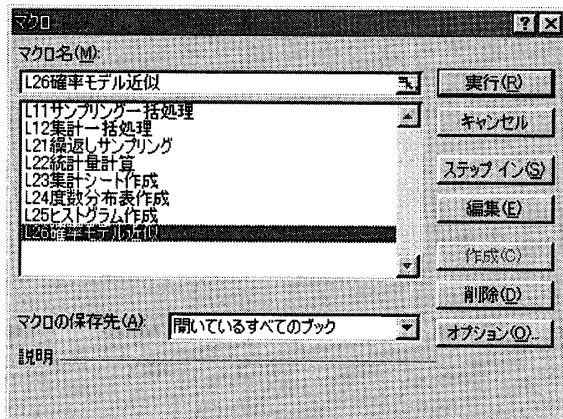 マクロ
マクロ名(M):
L26確率モデル近似
実行(R)
L11サンプリング一括処理
L12集計一括処理
L21繰返しサンプリング
L22統計量計算
L23集計シート作成
L24度数分布表作成
L25ヒストグラム作成
L26確率モデル近似
キャンセル
ステップ イン(S)
編集(E)
作成(C)
削除(D)
マクロの保存先(A):
開いているすべてのブック
オプション(O)...
説明